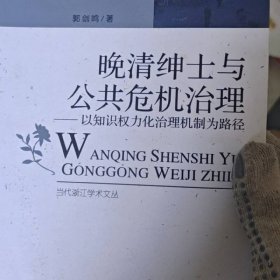 郭剑鸣/著
晚清绅士与
公共危机治理
——以知识权力化治理机制为路径
WANQING SHENSHI YU
GONGGONG WEIJI ZHILI
当代浙江学术文丛